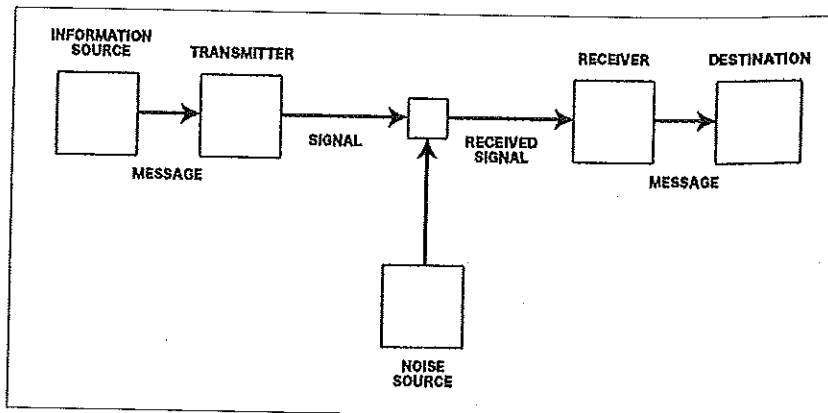 INFORMATION
SOURCE
TRANSMITTER
RECEIVER
DESTINATION
SIGNAL
RECEIVED
SIGNAL
MESSAGE
MESSAGE
NOISE
SOURCE